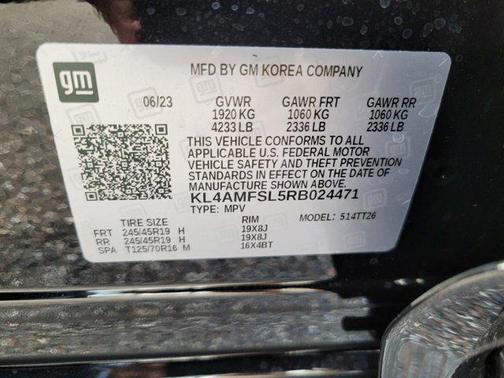 gm
MFD BY GM KOREA COMPANY
06/23 GVWR GAWR FRT GAWR RR
1920 KG 1060 KG 1060 KG
4233 LB 2336 LB 2336 LB
THIS VEHICLE CONFORMS TO ALL
APPLICABLE U.S. FEDERAL MOTOR
VEHICLE SAFETY AND THEFT PREVENTION
STANDARDS IN EFFECT ON THE DATE OF
MANUFACTURE SHOWN ABOVE.
KL4AMFSL5RB024471
TYPE: MPV MODEL: 514TT26
TIRE SIZE RIM
FRT 245/45R19 H 19X8J
RR 245/45R19 H 19X8J
SPA T125/70R16 M 16X4BT